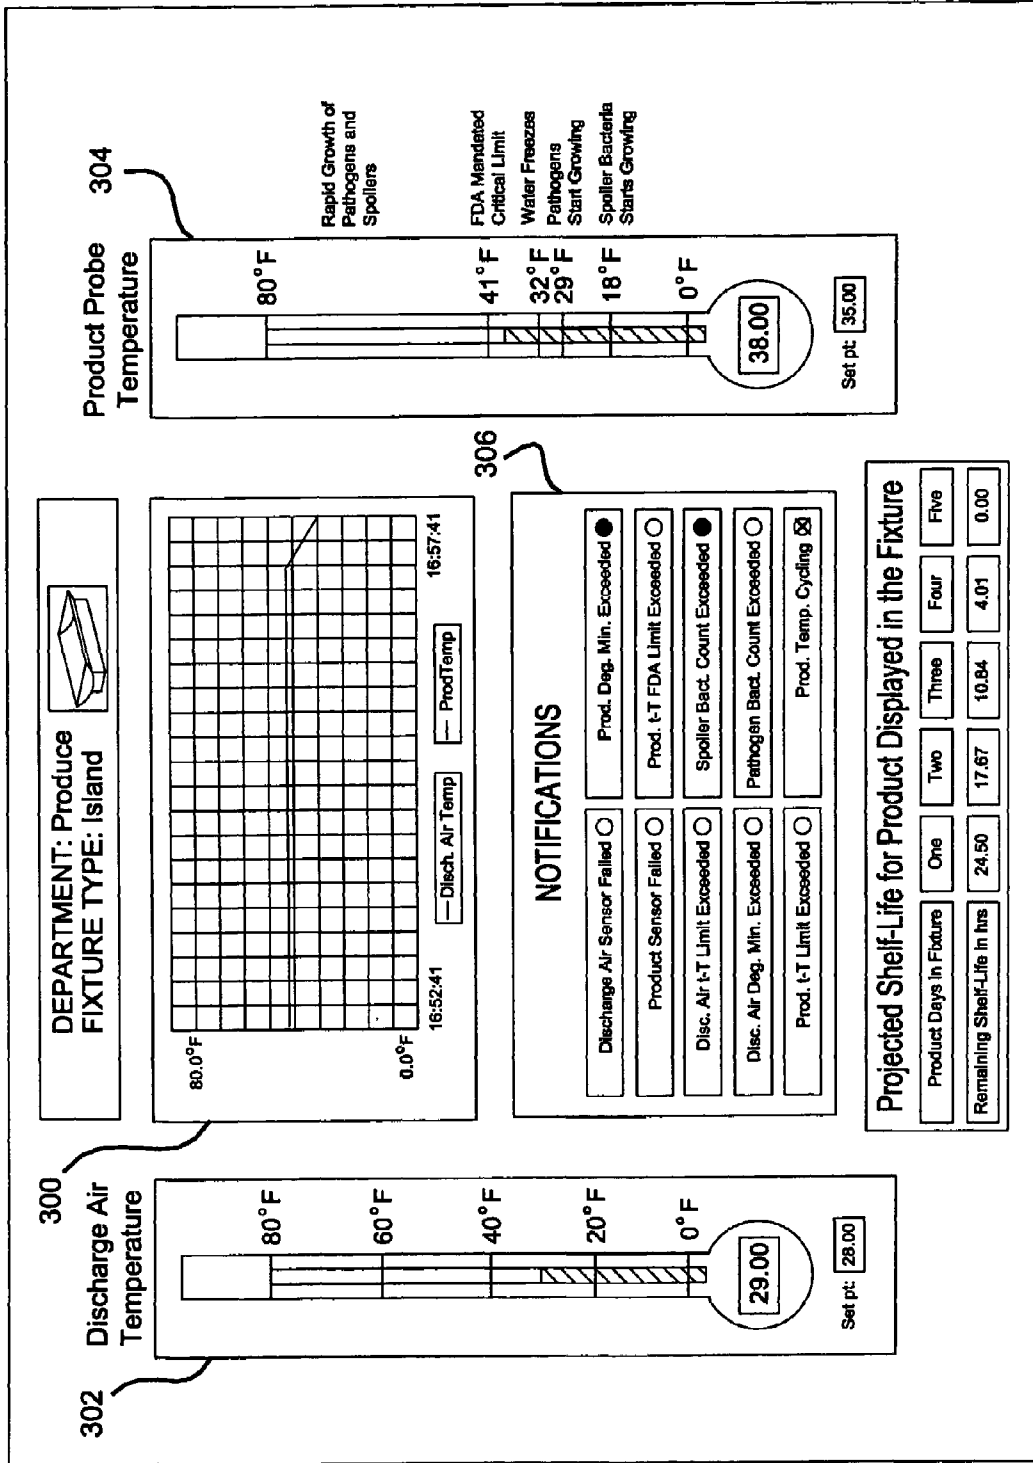 300
DEPARTMENT: Produce
FIXTURE TYPE: Island
302
Discharge Air
Temperature
80°F
60°F
40°F
20°F
0°F
29.00
Set pt: 28.00
80.0°F
0.0°F
16:52:41
16:57:41
Disch. Air Temp
ProdTemp
304
Product Probe
Temperature
80°F
41°F
32°F
29°F
18°F
0°F
38.00
Set pt: 35.00
Rapid Growth of
Pathogens and
Spoilers
FDA Mandated
Critical Limit
Water Freezes
Pathogens
Start Growing
Spoiler Bacteria
Starts Growing
306
NOTIFICATIONS
Discharge Air Sensor Failed
Prod. Deg. Min. Exceeded
Product Sensor Failed
Prod. t-T FDA Limit Exceeded
Disc. Air t-T Limit Exceeded
Spoiler Bact. Count Exceeded
Disc. Air Deg. Min. Exceeded
Pathogen Bact. Count Exceeded
Prod. t-T Limit Exceeded
Prod. Temp. Cycling
Projected Shelf-Life for Product Displayed in the Fixture
Product Days in Fixture One Two Three Four Five
Remaining Shelf-Life in hrs 24.50 17.67 10.84 4.01 0.00